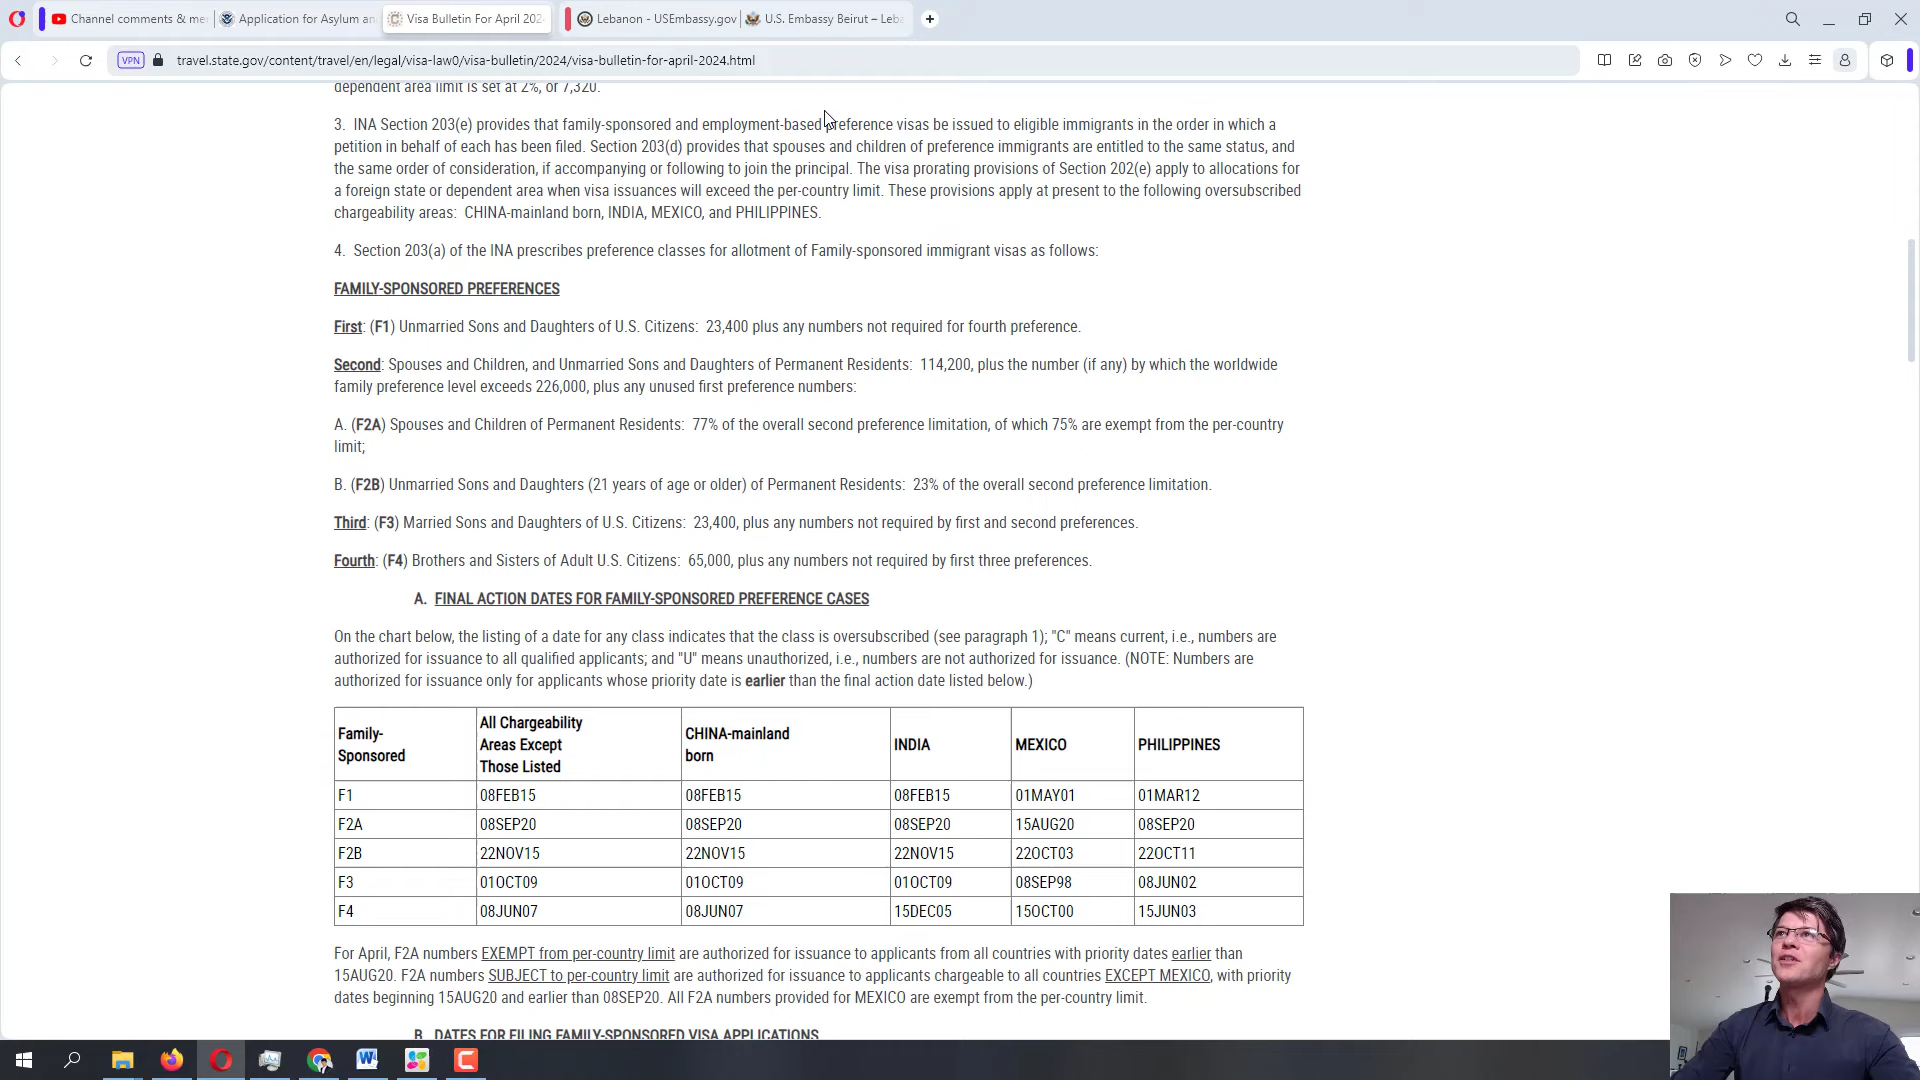 Channel comments & me
Application for Asylum an
Visa Bulletin For April 202
Lebanon - USEmbassy.gov
U.S. Embassy Beirut – Leb
VPN
travel.state.gov/content/travel/en/legal/visa-law0/visa-bulletin/2024/visa-bulletin-for-april-2024.html
dependent area limit is set at 2%, or 7,320.
3. INA Section 203(e) provides that family-sponsored and employment-based preference visas be issued to eligible immigrants in the order in which a
petition in behalf of each has been filed. Section 203(d) provides that spouses and children of preference immigrants are entitled to the same status, and
the same order of consideration, if accompanying or following to join the principal. The visa prorating provisions of Section 202(e) apply to allocations for
a foreign state or dependent area when visa issuances will exceed the per-country limit. These provisions apply at present to the following oversubscribed
chargeability areas: CHINA-mainland born, INDIA, MEXICO, and PHILIPPINES.
4. Section 203(a) of the INA prescribes preference classes for allotment of Family-sponsored immigrant visas as follows:
FAMILY-SPONSORED PREFERENCES
First: (F1) Unmarried Sons and Daughters of U.S. Citizens: 23,400 plus any numbers not required for fourth preference.
Second: Spouses and Children, and Unmarried Sons and Daughters of Permanent Residents: 114,200, plus the number (if any) by which the worldwide
family preference level exceeds 226,000, plus any unused first preference numbers:
A. (F2A) Spouses and Children of Permanent Residents: 77% of the overall second preference limitation, of which 75% are exempt from the per-country
limit;
B. (F2B) Unmarried Sons and Daughters (21 years of age or older) of Permanent Residents: 23% of the overall second preference limitation.
Third: (F3) Married Sons and Daughters of U.S. Citizens: 23,400, plus any numbers not required by first and second preferences.
Fourth: (F4) Brothers and Sisters of Adult U.S. Citizens: 65,000, plus any numbers not required by first three preferences.
A. FINAL ACTION DATES FOR FAMILY-SPONSORED PREFERENCE CASES
On the chart below, the listing of a date for any class indicates that the class is oversubscribed (see paragraph 1); "C" means current, i.e., numbers are
authorized for issuance to all qualified applicants; and "U" means unauthorized, i.e., numbers are not authorized for issuance. (NOTE: Numbers are
authorized for issuance only for applicants whose priority date is earlier than the final action date listed below.)
Family-
Sponsored
All Chargeability
Areas Except
Those Listed
CHINA-mainland
born
INDIA
MEXICO
PHILIPPINES
F1 08FEB15 08FEB15 08FEB15 01MAY01 01MAR12
F2A 08SEP20 08SEP20 08SEP20 15AUG20 08SEP20
F2B 22NOV15 22NOV15 22NOV15 22OCT03 22OCT11
F3 01OCT09 01OCT09 01OCT09 08SEP98 08JUN02
F4 08JUN07 08JUN07 15DEC05 15OCT00 15JUN03
For April, F2A numbers EXEMPT from per-country limit are authorized for issuance to applicants from all countries with priority dates earlier than
15AUG20. F2A numbers SUBJECT to per-country limit are authorized for issuance to applicants chargeable to all countries EXCEPT MEXICO, with priority
dates beginning 15AUG20 and earlier than 08SEP20. All F2A numbers provided for MEXICO are exempt from the per-country limit.
B. DATES FOR FILING FAMILY-SPONSORED VISA APPLICATIONS